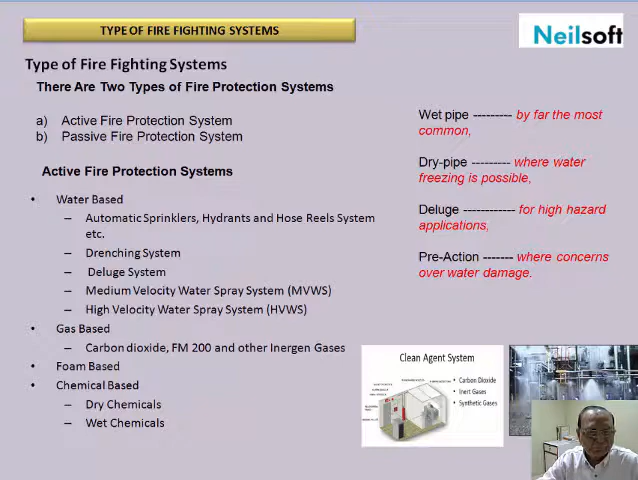 TYPE OF FIRE FIGHTING SYSTEMS
Neilsoft
Type of Fire Fighting Systems
There Are Two Types of Fire Protection Systems
a) Active Fire Protection System
b) Passive Fire Protection System
Active Fire Protection Systems
• Water Based
– Automatic Sprinklers, Hydrants and Hose Reels System
etc.
– Drenching System
– Deluge System
– Medium Velocity Water Spray System (MVWS)
– High Velocity Water Spray System (HVWS)
• Gas Based
– Carbon dioxide, FM 200 and other Inergen Gases
• Foam Based
• Chemical Based
– Dry Chemicals
– Wet Chemicals
Wet pipe --------- by far the most
common,
Dry-pipe --------- where water
freezing is possible,
Deluge ------------ for high hazard
applications,
Pre-Action ------- where concerns
over water damage.
Clean Agent System
• Carbon Dioxide
• Inert Gases
• Synthetic Gases